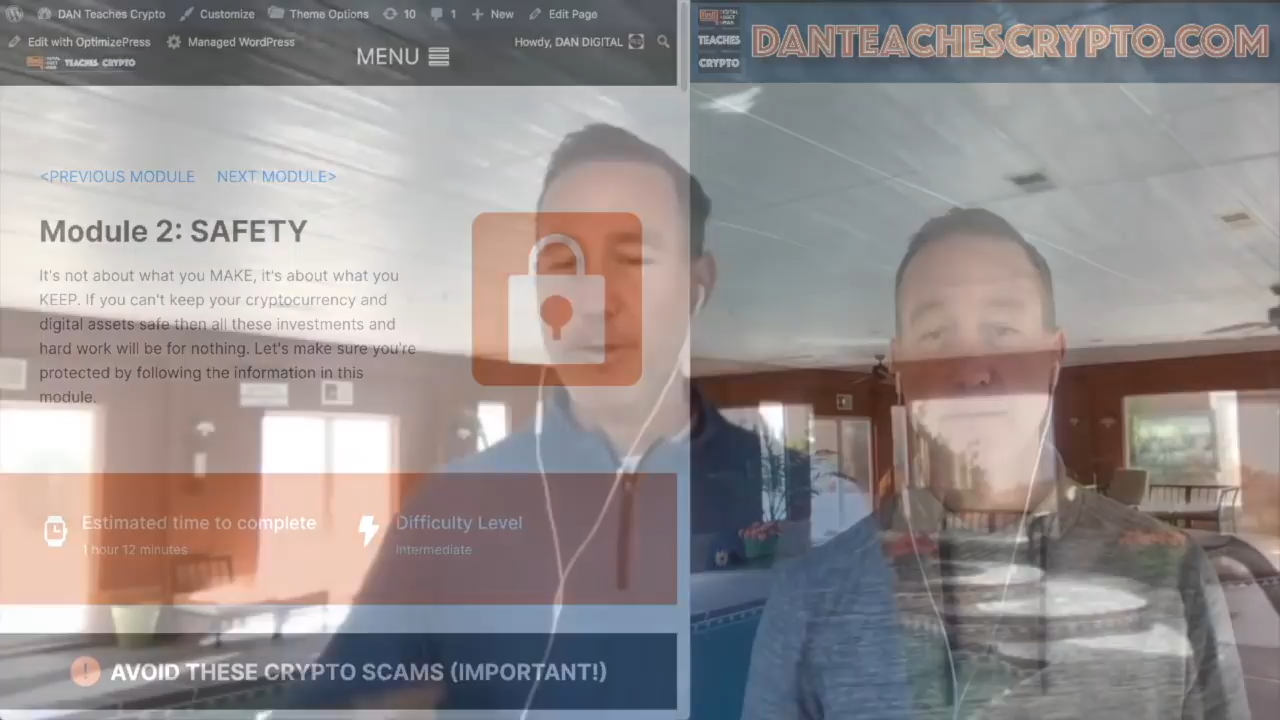 DAN Teaches Crypto Customize Theme Options 10 1 New Edit Page
Edit with OptimizePress Managed WordPress Howdy, DAN DIGITAL
TEACHES CRYPTO MENU
DIGITAL
ASSET
TEACHES
CRYPTO
DANTEACHESCRYPTO.COM
<PREVIOUS MODULE NEXT MODULE>
Module 2: SAFETY
It's not about what you MAKE, it's about what you
KEEP. If you can't keep your cryptocurrency and
digital assets safe then all these investments and
hard work will be for nothing. Let's make sure you're
protected by following the information in this
module.
Estimated time to complete
1 hour 12 minutes
Difficulty Level
Intermediate
AVOID THESE CRYPTO SCAMS (IMPORTANT!)